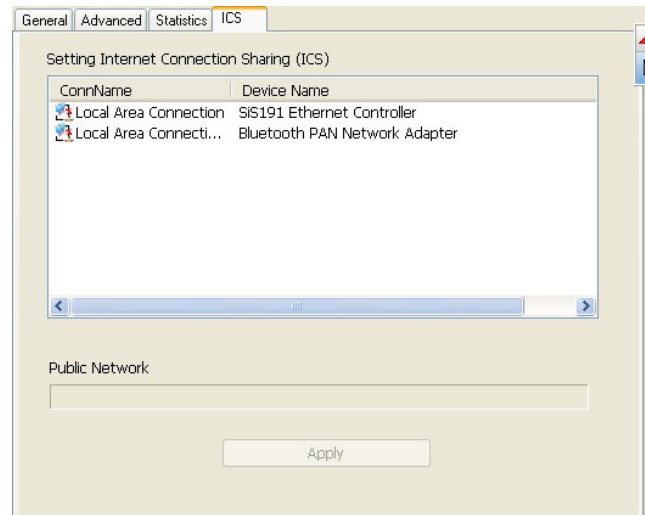 General Advanced Statistics ICS
Setting Internet Connection Sharing (ICS)
ConnName Device Name
Local Area Connection SiS191 Ethernet Controller
Local Area Connecti... Bluetooth PAN Network Adapter
Public Network
Apply